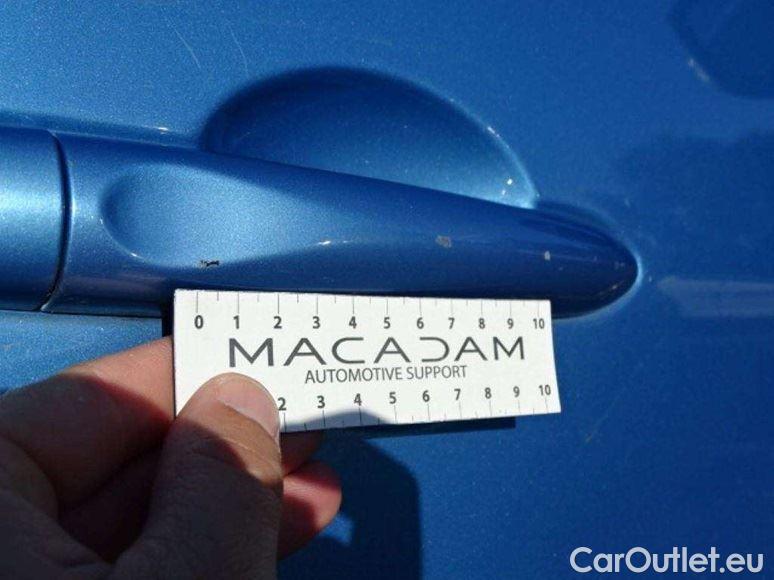 0 1 2 3 4 5 6 7 8 9 10
MACADAM
AUTOMOTIVE SUPPORT
2 3 4 5 6 7 8 9 10
CarOutlet.eu